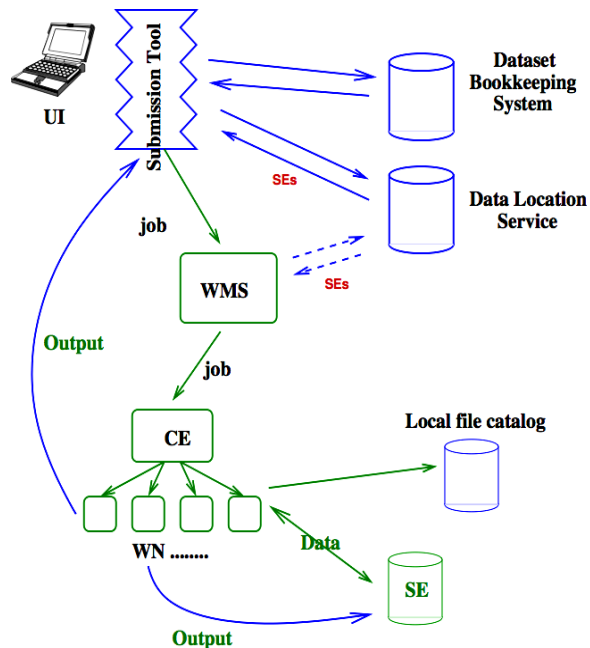 Submission Tool
UI
Dataset
Bookkeeping
System
SEs
Data Location
Service
job
WMS
SEs
Output
job
CE
Local file catalog
WN ........
Data
SE
Output